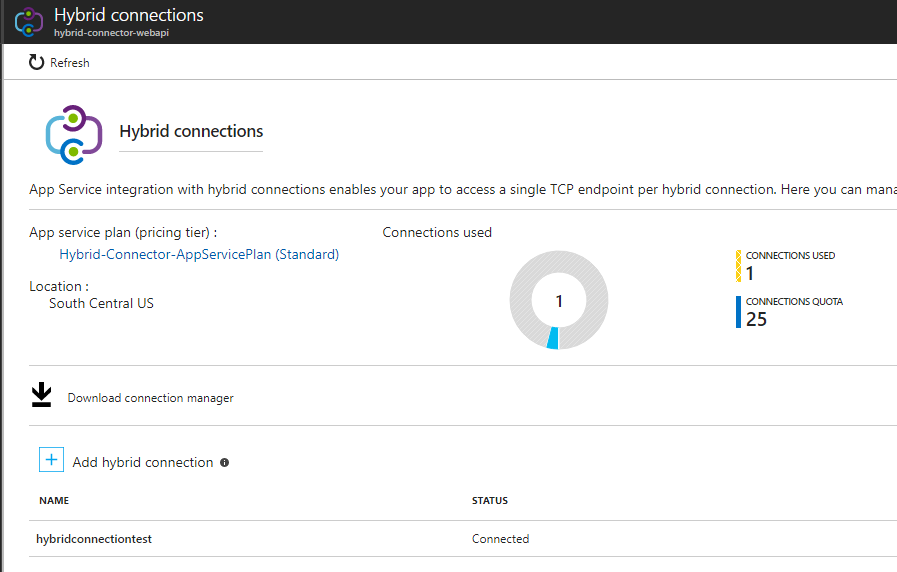 Hybrid connections
hybrid-connector-webapi
Refresh
Hybrid connections
App Service integration with hybrid connections enables your app to access a single TCP endpoint per hybrid connection. Here you can mana
App service plan (pricing tier) :
Hybrid-Connector-AppServicePlan (Standard)
Location :
South Central US
Connections used
1
CONNECTIONS USED
1
CONNECTIONS QUOTA
25
Download connection manager
Add hybrid connection
NAME STATUS
hybridconnectiontest Connected